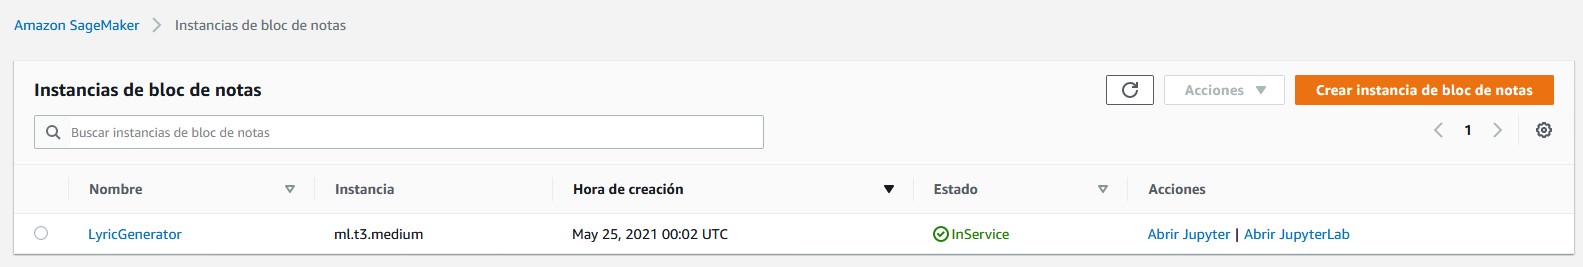 Amazon SageMaker > Instancias de bloc de notas
Instancias de bloc de notas
Acciones
Crear instancia de bloc de notas
Buscar instancias de bloc de notas
1
Nombre Instancia Hora de creación Estado Acciones
LyricGenerator ml.t3.medium May 25, 2021 00:02 UTC InService Abrir Jupyter | Abrir JupyterLab